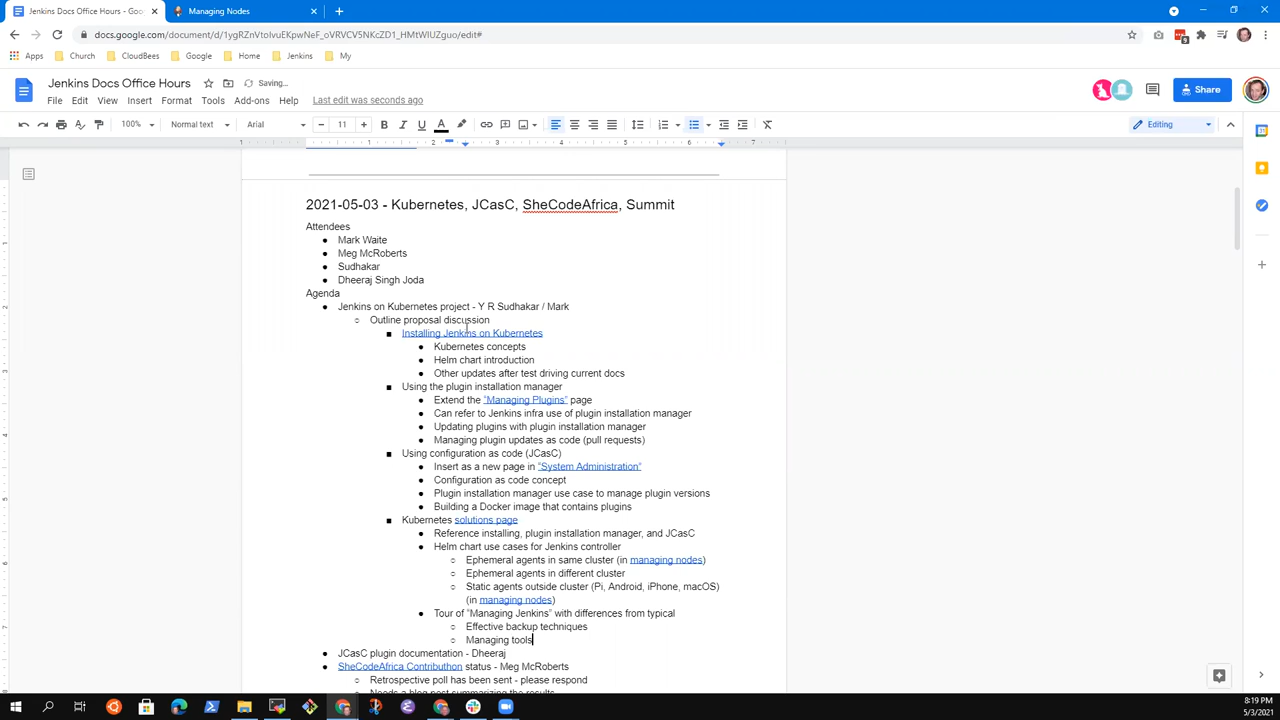 Jenkins Docs Office Hours - Goo
Managing Nodes
docs.google.com/document/d/1ygRZnVtoIvuEKpwNeF_oVRVCV5NKcZD1_HMtWIUZguo/edit#
Apps
Church
CloudBees
Google
Home
Jenkins
My
Jenkins Docs Office Hours
Saving...
File Edit View Insert Format Tools Add-ons Help Last edit was seconds ago
Share
100% Normal text Arial 11
Editing
1 1 2 3 4 5 6 7
2021-05-03 - Kubernetes, JCasC, SheCodeAfrica, Summit
Attendees
● Mark Waite
● Meg McRoberts
● Sudhakar
● Dheeraj Singh Joda
Agenda
● Jenkins on Kubernetes project - Y R Sudhakar / Mark
○ Outline proposal discussion
■ Installing Jenkins on Kubernetes
● Kubernetes concepts
● Helm chart introduction
● Other updates after test driving current docs
■ Using the plugin installation manager
● Extend the "Managing Plugins" page
● Can refer to Jenkins infra use of plugin installation manager
● Updating plugins with plugin installation manager
● Managing plugin updates as code (pull requests)
■ Using configuration as code (JCasC)
● Insert as a new page in "System Administration"
● Configuration as code concept
● Plugin installation manager use case to manage plugin versions
● Building a Docker image that contains plugins
■ Kubernetes solutions page
● Reference installing, plugin installation manager, and JCasC
● Helm chart use cases for Jenkins controller
○ Ephemeral agents in same cluster (in managing nodes)
○ Ephemeral agents in different cluster
○ Static agents outside cluster (Pi, Android, iPhone, macOS)
(in managing nodes)
● Tour of "Managing Jenkins" with differences from typical
○ Effective backup techniques
○ Managing tools
● JCasC plugin documentation - Dheeraj
● SheCodeAfrica Contributhon status - Meg McRoberts
○ Retrospective poll has been sent - please respond
○ Needs a blog post summarizing the results
8:19 PM
5/3/2021